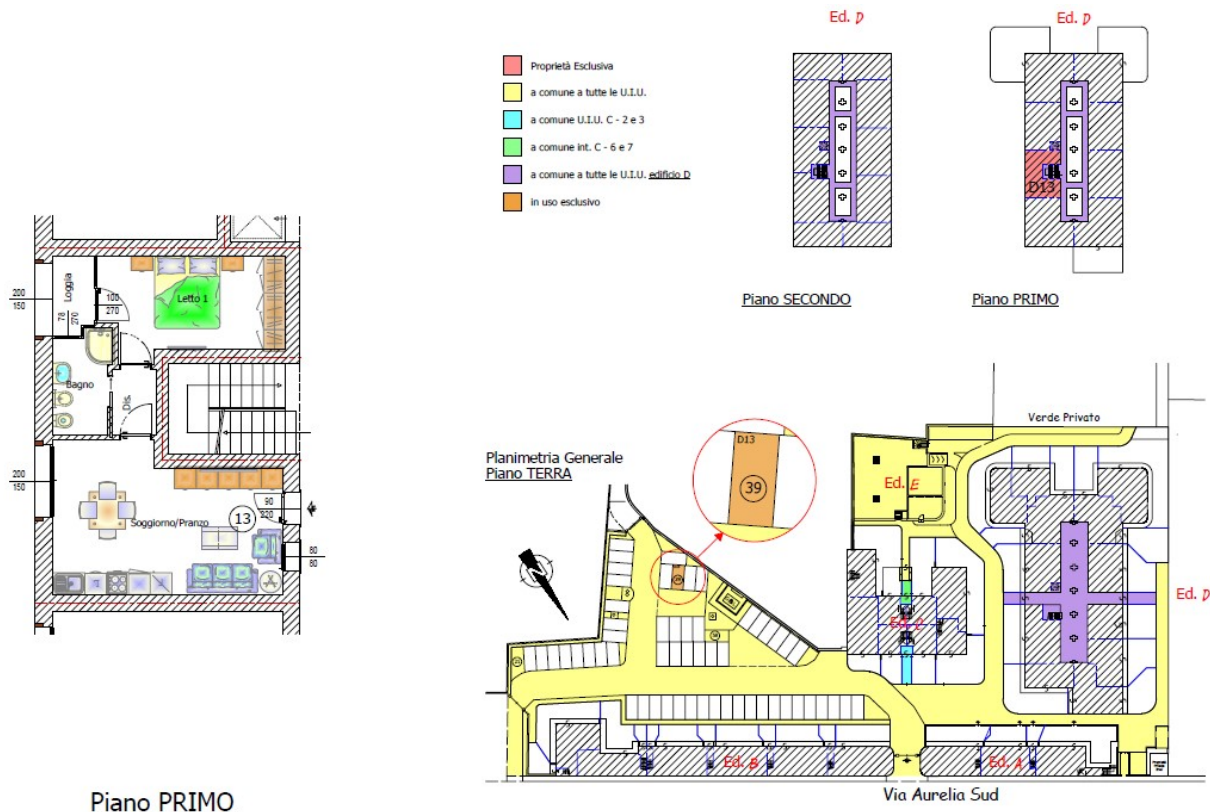 Ed. D
Ed. D
Proprietà Esclusiva
a comune a tutte le U.I.U.
a comune U.I.U. C - 2 e 3
a comune int. C - 6 e 7
a comune a tutte le U.I.U. edificio D
in uso esclusivo
D13
Piano SECONDO
Piano PRIMO
Loggia
200
150
100
270
Letto 1
78
270
Bagno
Dis.
200
150
Soggiorno/Pranzo
13
90
220
80
80
Piano PRIMO
Planimetria Generale
Piano TERRA
D13
39
N
Verde Privato
Ed. E
Ed. C
Ed. D
Ed. B
Ed. A
Via Aurelia Sud